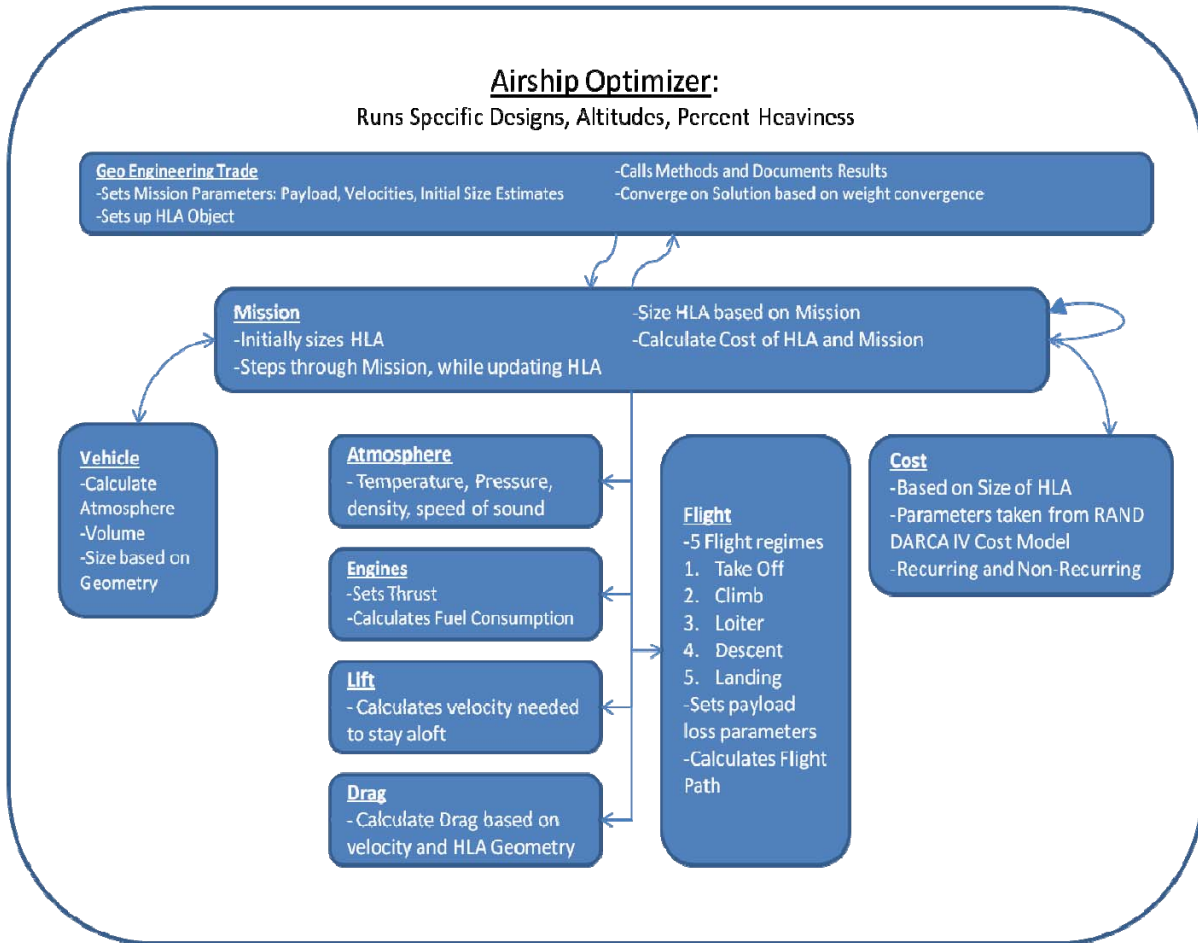 Airship Optimizer:
Runs Specific Designs, Altitudes, Percent Heaviness
Geo Engineering Trade
-Sets Mission Parameters: Payload, Velocities, Initial Size Estimates
-Sets up HLA Object
-Calls Methods and Documents Results
-Converge on Solution based on weight convergence
Mission
-Initially sizes HLA
-Steps through Mission, while updating HLA
-Size HLA based on Mission
-Calculate Cost of HLA and Mission
Vehicle
-Calculate
Atmosphere
-Volume
-Size based on
Geometry
Atmosphere
- Temperature, Pressure,
density, speed of sound
Engines
-Sets Thrust
-Calculates Fuel Consumption
Lift
- Calculates velocity needed
to stay aloft
Drag
- Calculate Drag based on
velocity and HLA Geometry
Flight
-5 Flight regimes
1. Take Off
2. Climb
3. Loiter
4. Descent
5. Landing
-Sets payload
loss parameters
-Calculates Flight
Path
Cost
-Based on Size of HLA
-Parameters taken from RAND
DARCA IV Cost Model
-Recurring and Non-Recurring